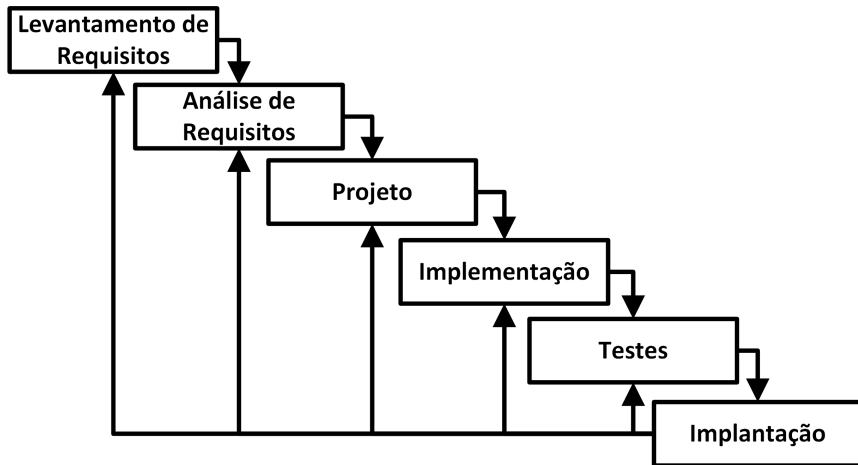 Levantamento de
Requisitos
Análise de
Requisitos
Projeto
Implementação
Testes
Implantação